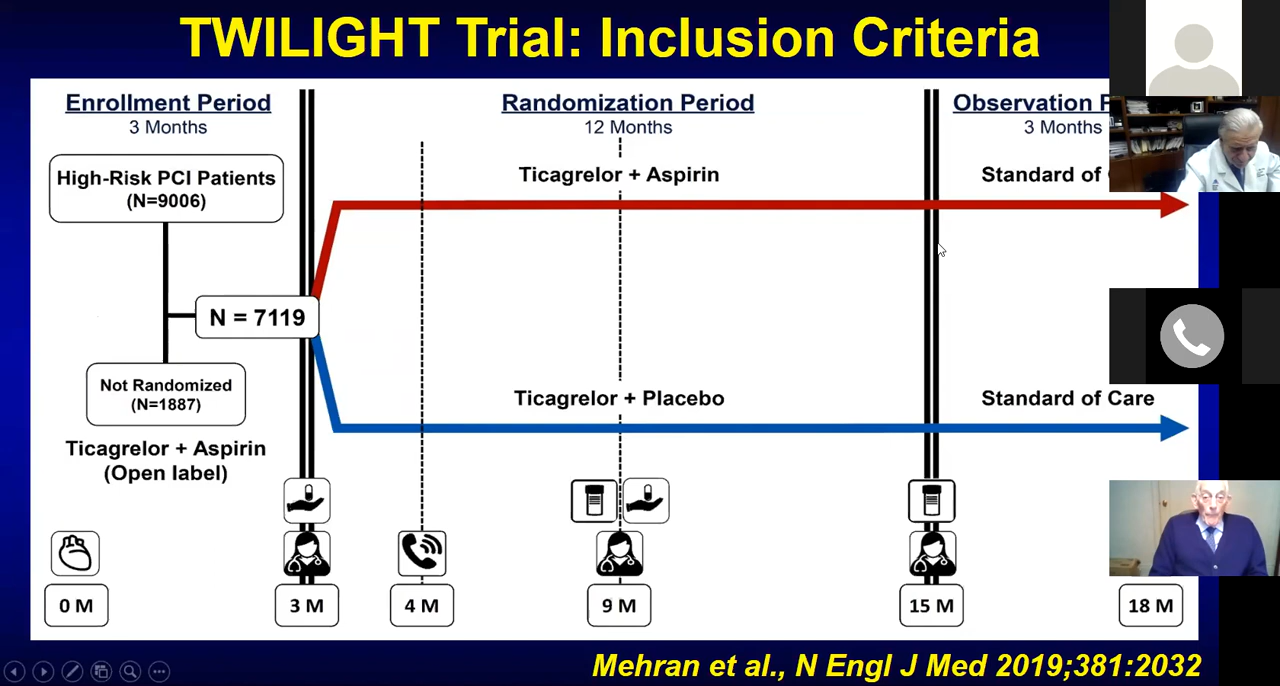 TWILIGHT Trial: Inclusion Criteria
Enrollment Period
3 Months
Randomization Period
12 Months
Observation P
3 Months
High-Risk PCI Patients
(N=9006)
Ticagrelor + Aspirin
Standard of
N = 7119
Not Randomized
(N=1887)
Ticagrelor + Placebo
Standard of Care
Ticagrelor + Aspirin
(Open label)
0 M
3 M
4 M
9 M
15 M
18 M
Mehran et al., N Engl J Med 2019;381:2032